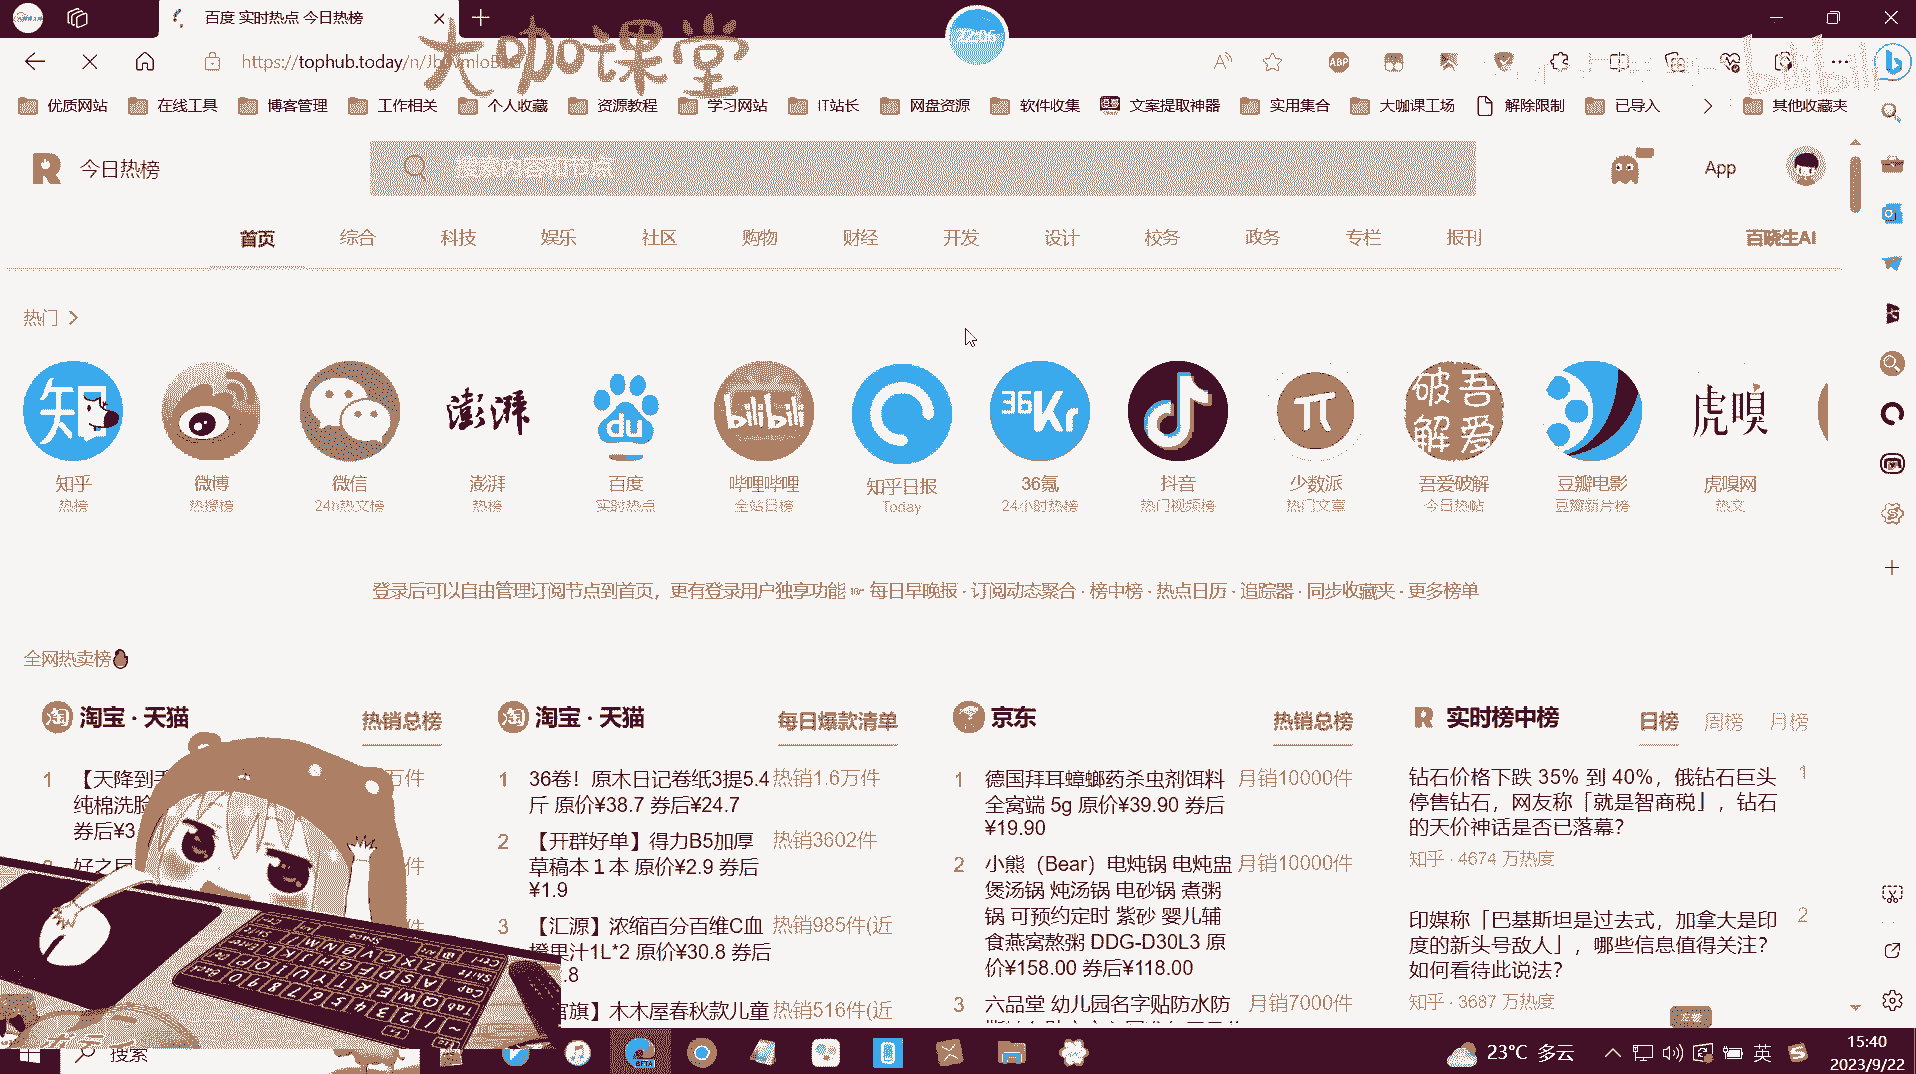 百度 实时热点 今日热榜
大咖课堂
22:06
https://tophub.today/n/Jb
bilibili
优质网站 在线工具 博客管理 工作相关 个人收藏 资源教程 学习网站 IT站长 网盘资源 软件收集 文案提取神器 实用集合 大咖课工场 解除限制 已导入 其他收藏夹
今日热榜
搜索内容和节点
App
首页 综合 科技 娱乐 社区 购物 财经 开发 设计 校务 政务 专栏 报刊 百晓生AI
热门
知 澎湃 du bilibili 36Kr 吾爱破解 虎嗅
知乎 微博 微信 澎湃 百度 哔哩哔哩 知乎日报 36氪 抖音 少数派 吾爱破解 豆瓣电影 虎嗅网
热榜 热搜榜 24h热文榜 热榜 实时热点 全站日榜 Today 24小时热榜 热门视频榜 热门文章 今日热帖 豆瓣新片榜 热文
登录后可以自由管理订阅节点到首页，更有登录用户独享功能 ☞ 每日早晚报 · 订阅动态聚合 · 榜中榜 · 热点日历 · 追踪器 · 同步收藏夹 · 更多榜单
全网热卖榜
淘 淘宝 · 天猫 热销总榜
1 【天降到
纯棉洗脸
券后¥3
万件
件
淘 淘宝 · 天猫 每日爆款清单
1 36卷！原木日记卷纸3提5.4 热销1.6万件
斤 原价¥38.7 券后¥24.7
2 【开群好单】得力B5加厚 热销3602件
草稿本１本 原价¥2.9 券后
¥1.9
3 【汇源】浓缩百分百维C血 热销985件(近
橙果汁1L*2 原价¥30.8 券后
.8
旗】木木屋春秋款儿童 热销516件(近
京东 热销总榜
1 德国拜耳蟑螂药杀虫剂饵料 月销10000件
全窝端 5g 原价¥39.90 券后
¥19.90
2 小熊（Bear）电炖锅 电炖盅 月销10000件
煲汤锅 炖汤锅 电砂锅 煮粥
锅 可预约定时 紫砂 婴儿辅
食燕窝熬粥 DDG-D30L3 原
价¥158.00 券后¥118.00
3 六品堂 幼儿园名字贴防水防 月销7000件
实时榜中榜 日榜 周榜 月榜
钻石价格下跌 35% 到 40%，俄钻石巨头 1
停售钻石，网友称「就是智商税」，钻石
的天价神话是否已落幕？
知乎 · 4674 万热度
印媒称「巴基斯坦是过去式，加拿大是印 2
度的新头号敌人」，哪些信息值得关注？
如何看待此说法？
知乎 · 3687 万热度
搜索
23°C 多云
英
15:40
2023/9/22